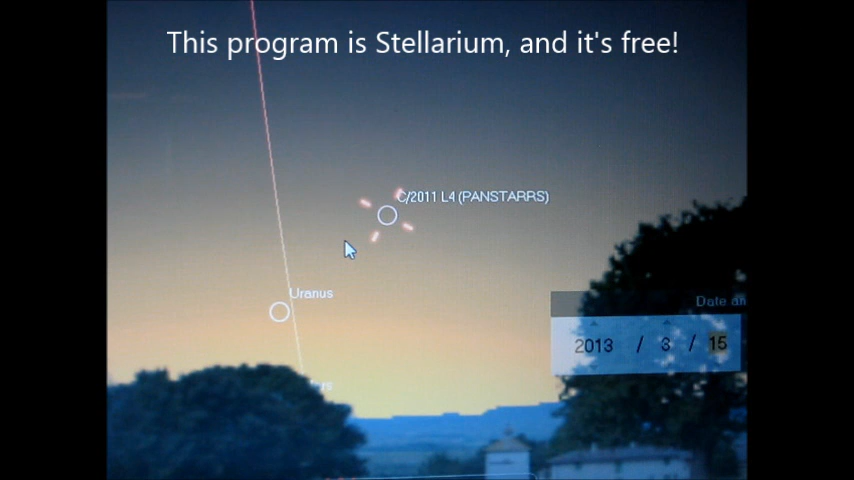 This program is Stellarium, and it's free!
C/2011 L4 (PANSTARRS)
Uranus
Date an
2013 / 3 / 15